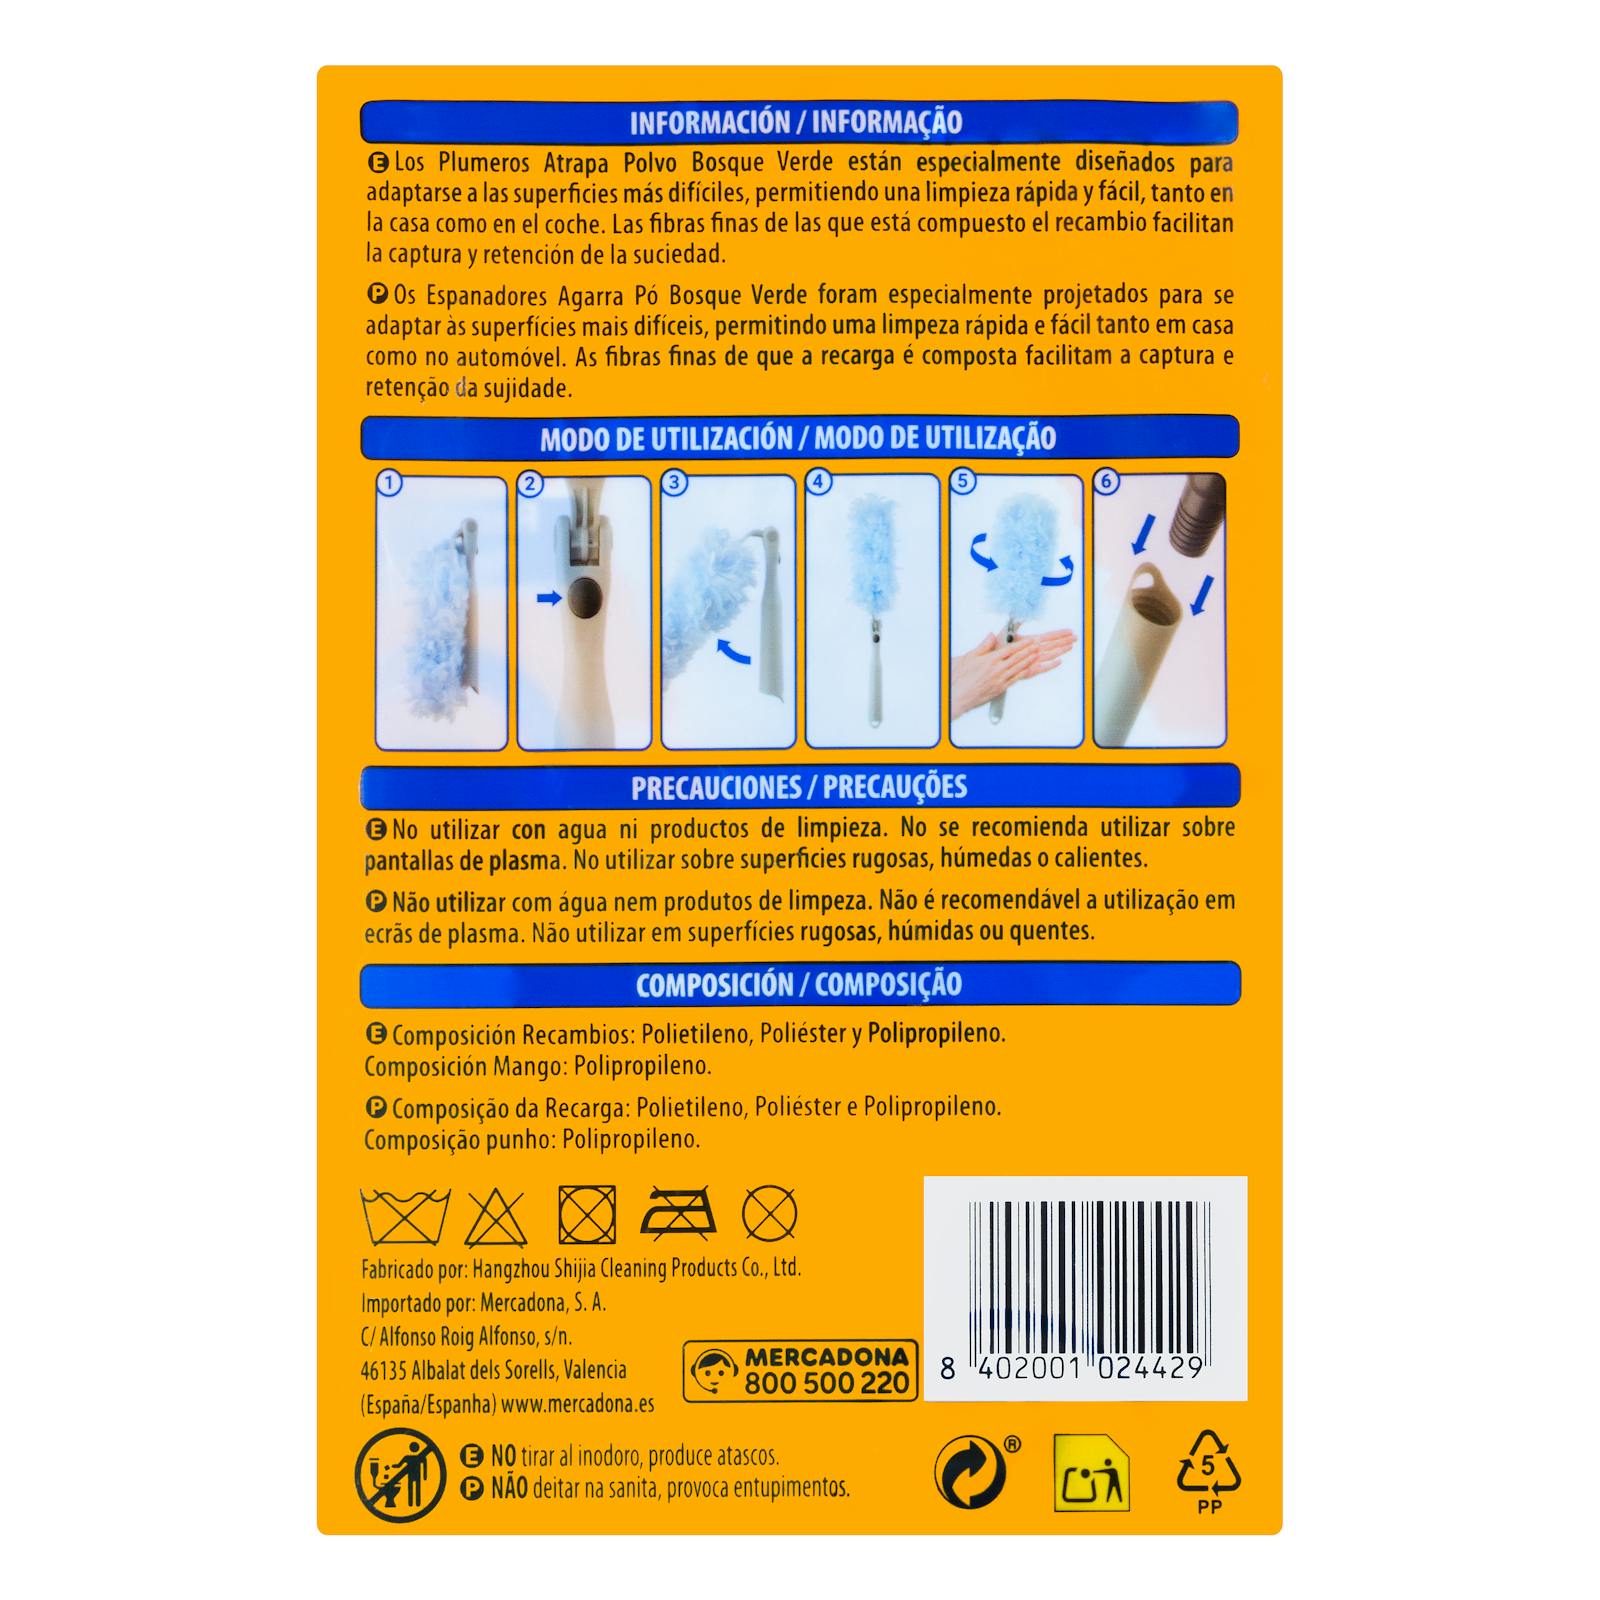 INFORMACIÓN / INFORMAÇÃO
E Los Plumeros Atrapa Polvo Bosque Verde están especialmente diseñados para
adaptarse a las superficies más difíciles, permitiendo una limpieza rápida y fácil, tanto en
la casa como en el coche. Las fibras finas de las que está compuesto el recambio facilitan
la captura y retención de la suciedad.
P Os Espanadores Agarra Pó Bosque Verde foram especialmente projetados para se
adaptar às superfícies mais difíceis, permitindo uma limpeza rápida e fácil tanto em casa
como no automóvel. As fibras finas de que a recarga é composta facilitam a captura e
retenção da sujidade.
MODO DE UTILIZACIÓN / MODO DE UTILIZAÇÃO
1 2 3 4 5 6
PRECAUCIONES / PRECAUÇÕES
E No utilizar con agua ni productos de limpieza. No se recomienda utilizar sobre
pantallas de plasma. No utilizar sobre superficies rugosas, húmedas o calientes.
P Não utilizar com água nem produtos de limpeza. Não é recomendável a utilização em
ecrãs de plasma. Não utilizar em superfícies rugosas, húmidas ou quentes.
COMPOSICIÓN / COMPOSIÇÃO
E Composición Recambios: Polietileno, Poliéster y Polipropileno.
Composición Mango: Polipropileno.
P Composição da Recarga: Polietileno, Poliéster e Polipropileno.
Composição punho: Polipropileno.
Fabricado por: Hangzhou Shijia Cleaning Products Co., Ltd.
Importado por: Mercadona, S. A.
C/ Alfonso Roig Alfonso, s/n.
46135 Albalat dels Sorells, Valencia
(España/Espanha) www.mercadona.es
MERCADONA
800 500 220
8 402001 024429
E NO tirar al inodoro, produce atascos.
P NÃO deitar na sanita, provoca entupimentos.
®
5
PP